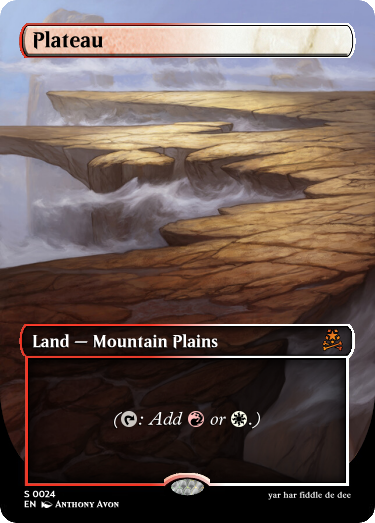 Plateau
Land — Mountain Plains
(: Add or .)
S 0024
EN Anthony Avon
yar har fiddle de dee